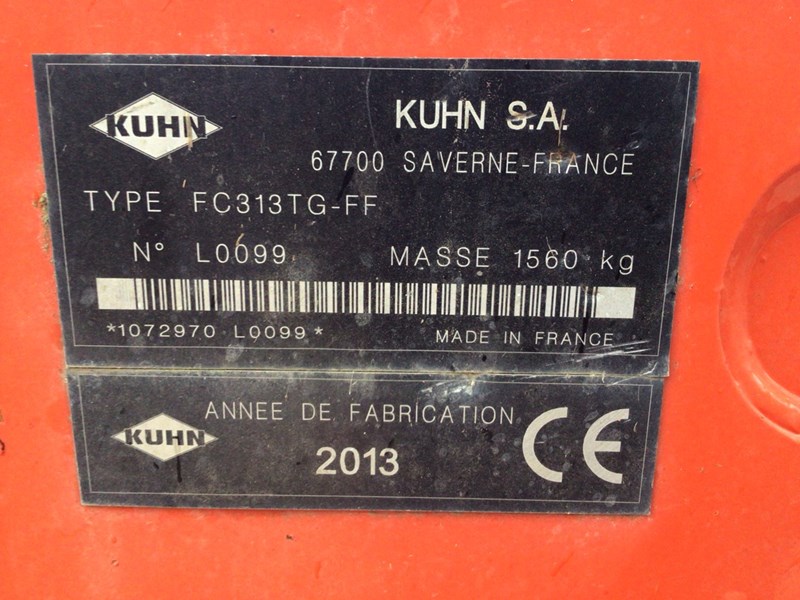 KUHN
KUHN S.A.
67700 SAVERNE-FRANCE
TYPE FC313TG-FF
N° L0099 MASSE 1560 kg
*1072970 L0099*
MADE IN FRANCE
KUHN
ANNEE DE FABRICATION
2013
CE